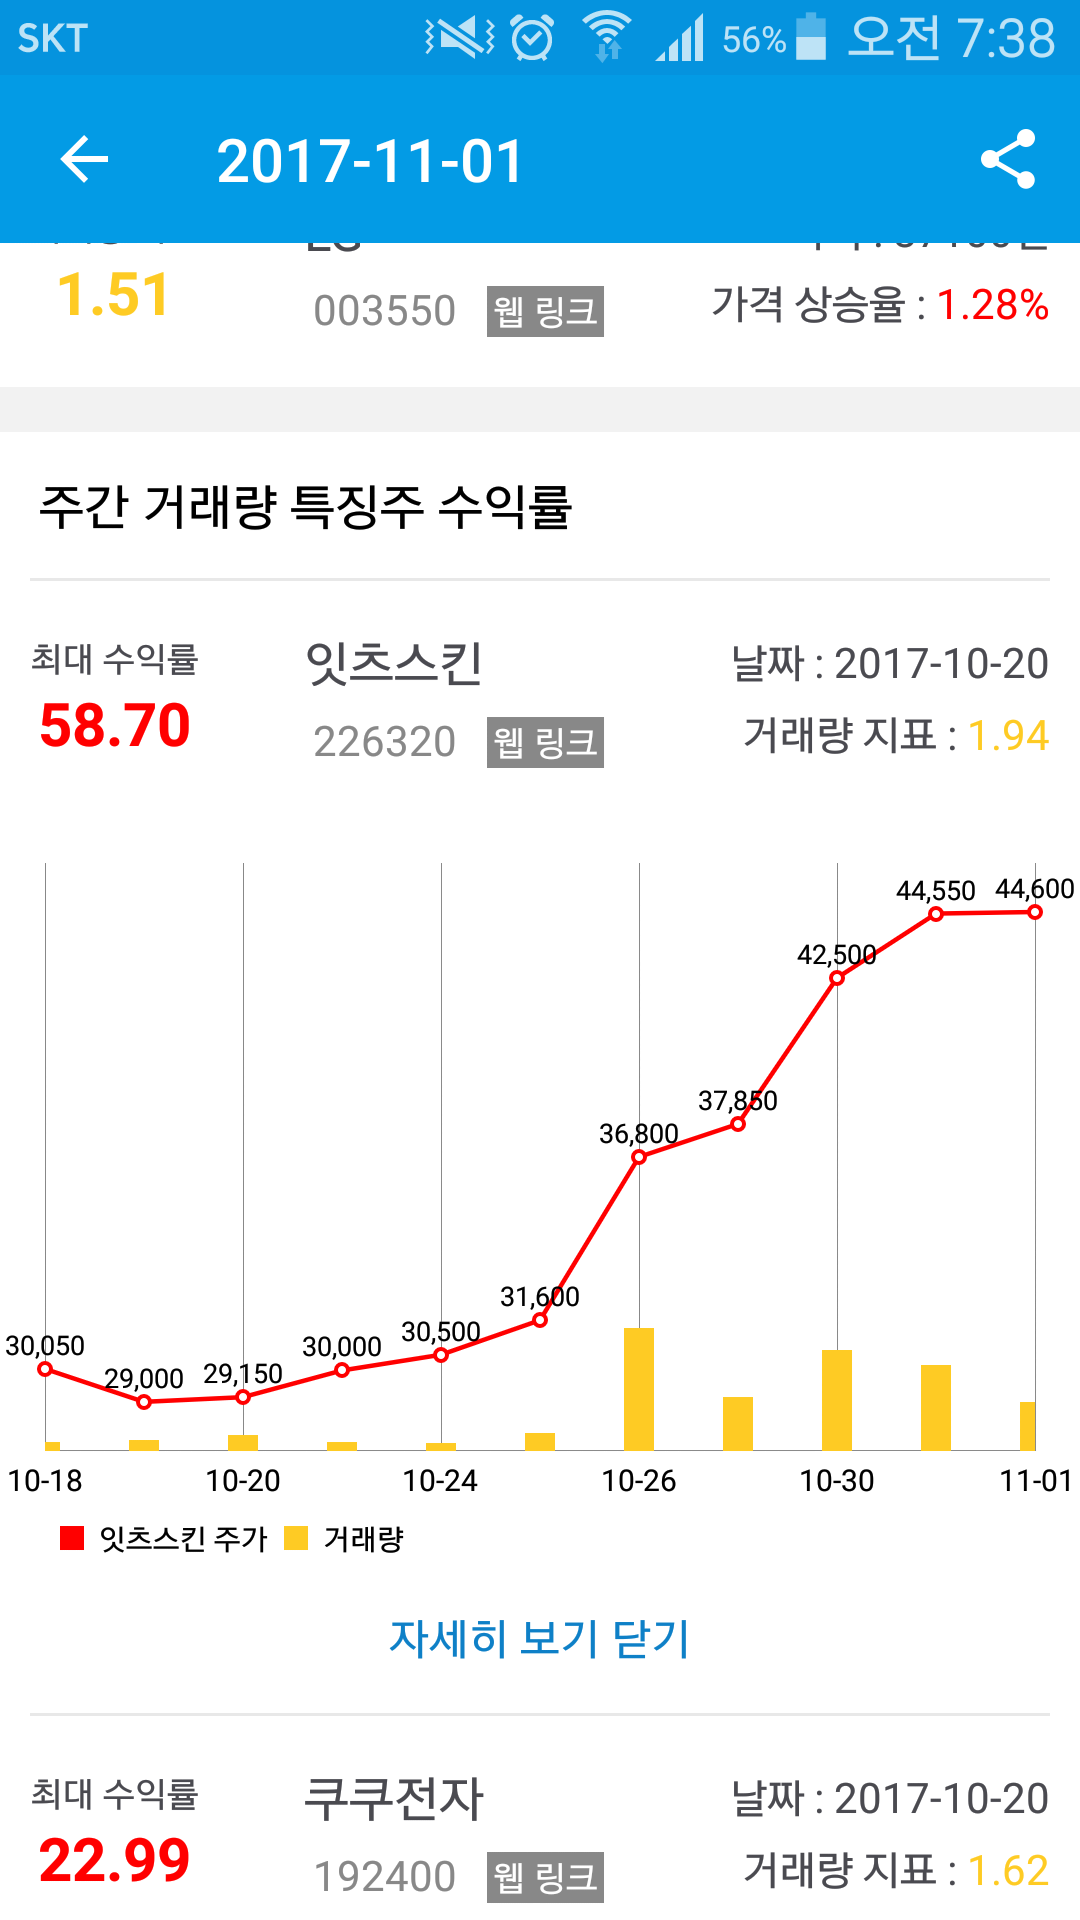 SKT 56% 오전 7:38
2017-11-01
1.51
003550 웹 링크 가격 상승율 : 1.28%
주간 거래량 특징주 수익률
최대 수익률 잇츠스킨 날짜 : 2017-10-20
58.70 226320 웹 링크 거래량 지표 : 1.94
44,550 44,600
42,500
37,850
36,800
31,600
30,050 29,000 29,150 30,000 30,500
10-18 10-20 10-24 10-26 10-30 11-01
잇츠스킨 주가 거래량
자세히 보기 닫기
최대 수익률 쿠쿠전자 날짜 : 2017-10-20
22.99 192400 웹 링크 거래량 지표 : 1.62